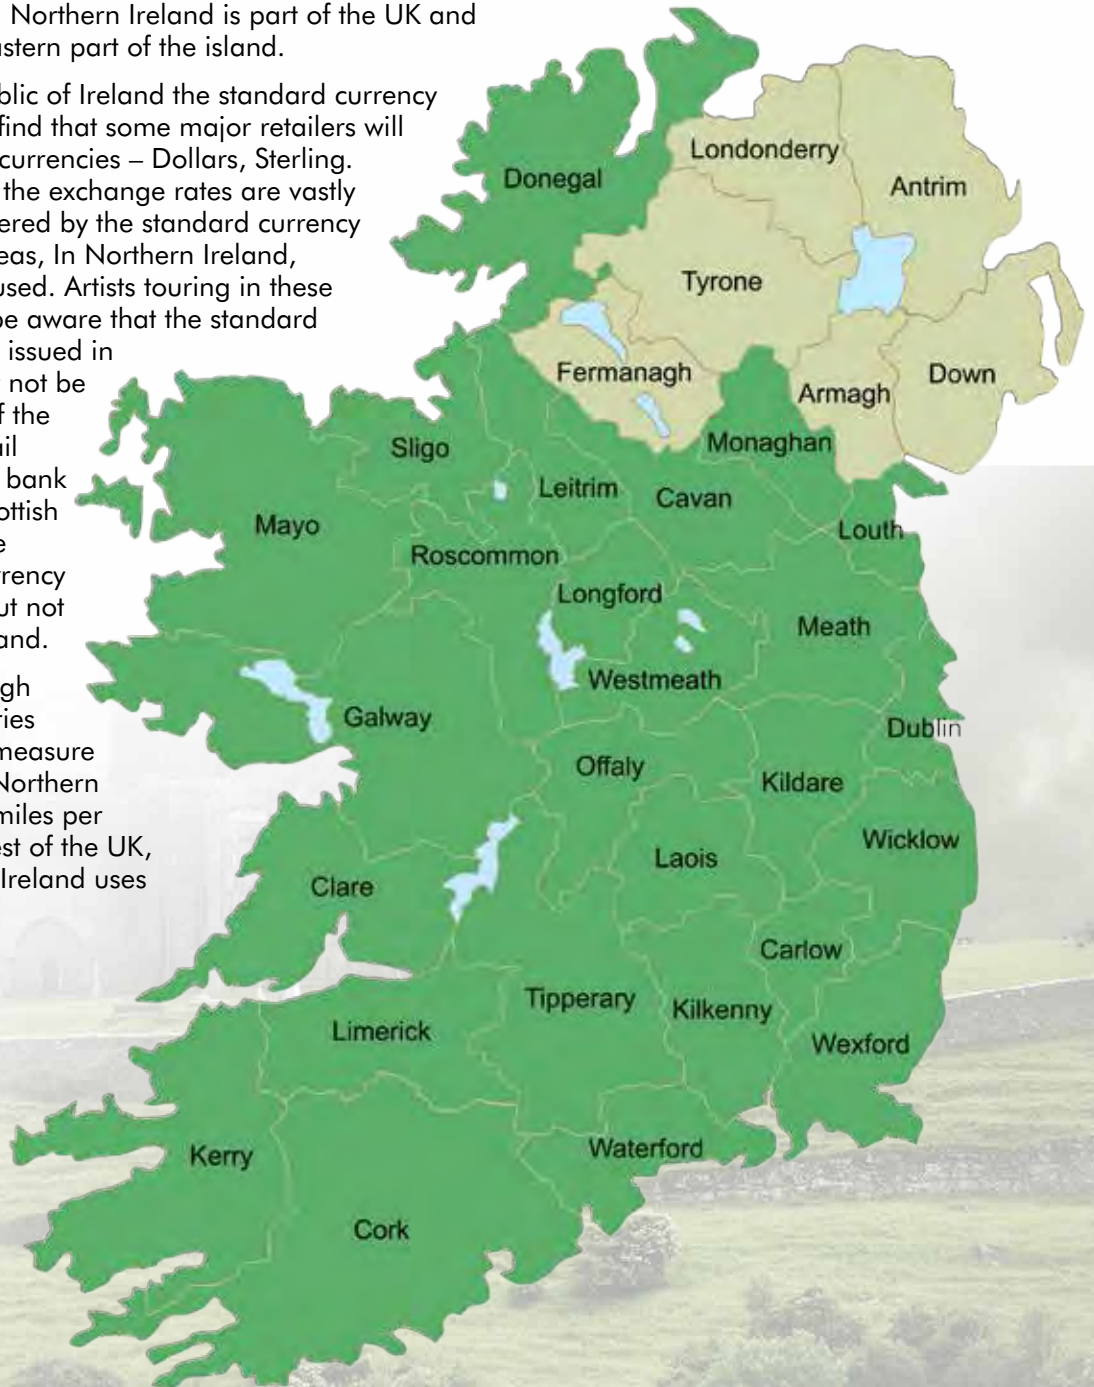 Northern Ireland is part of the UK and
astern part of the island.
blic of Ireland the standard currency
find that some major retailers will
currencies – Dollars, Sterling.
the exchange rates are vastly
ered by the standard currency
eas, In Northern Ireland,
used. Artists touring in these
be aware that the standard
issued in
not be
f the
ail
bank
ottish
e
rrency
ut not
and.
gh
ries
measure
Northern
miles per
est of the UK,
Ireland uses
Donegal
Londonderry
Antrim
Tyrone
Fermanagh
Armagh
Down
Monaghan
Sligo
Leitrim
Cavan
Mayo
Louth
Roscommon
Longford
Meath
Westmeath
Galway
Dublin
Offaly
Kildare
Wicklow
Laois
Clare
Carlow
Tipperary
Kilkenny
Limerick
Wexford
Waterford
Kerry
Cork